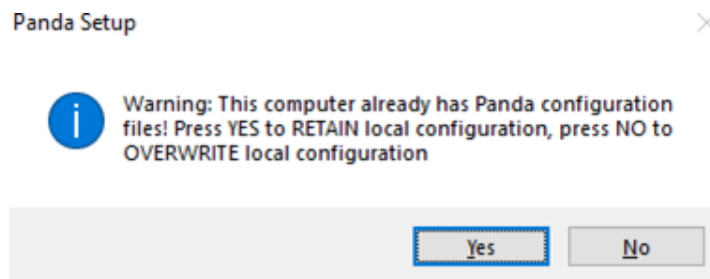 Panda Setup
Warning: This computer already has Panda configuration
files! Press YES to RETAIN local configuration, press NO to
OVERWRITE local configuration
Yes
No